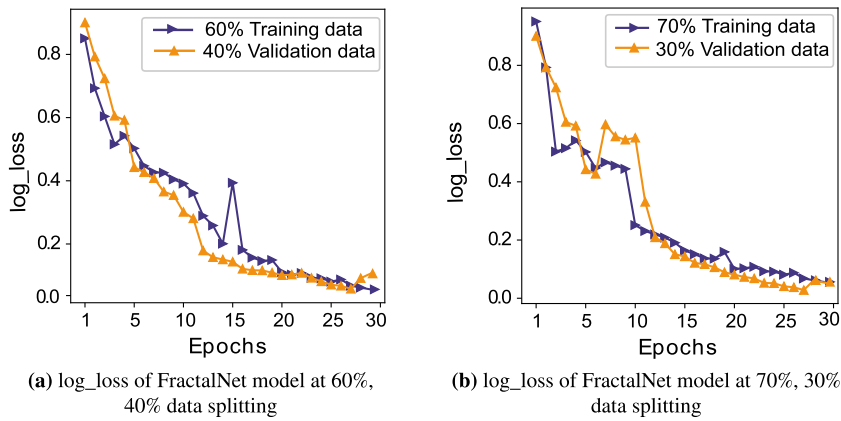 60% Training data
40% Validation data
log_loss
0.8
0.6
0.4
0.2
0.0
1 5 10 15 20 25 30
Epochs
(a) log_loss of FractalNet model at 60%,
40% data splitting
70% Training data
30% Validation data
log_loss
0.8
0.6
0.4
0.2
0.0
1 5 10 15 20 25 30
Epochs
(b) log_loss of FractalNet model at 70%, 30%
data splitting